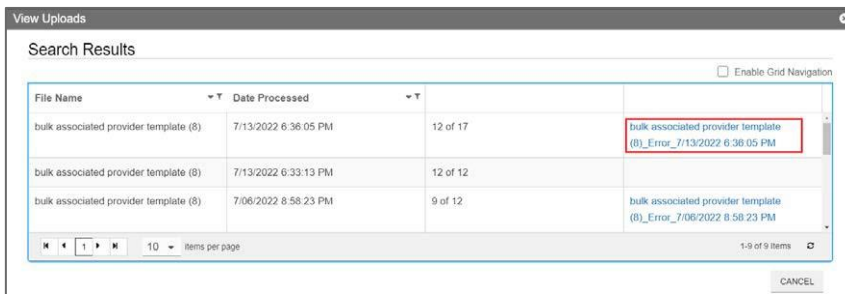 View Uploads
Search Results
Enable Grid Navigation
File Name Date Processed
bulk associated provider template (8) 7/13/2022 6:36:05 PM 12 of 17 bulk associated provider template
(8)_Error_7/13/2022 6:36:05 PM
bulk associated provider template (8) 7/13/2022 6:33:13 PM 12 of 12
bulk associated provider template (8) 7/06/2022 8:58:23 PM 9 of 12 bulk associated provider template
(8)_Error_7/06/2022 8:58:23 PM
1 10 items per page 1-9 of 9 items
CANCEL